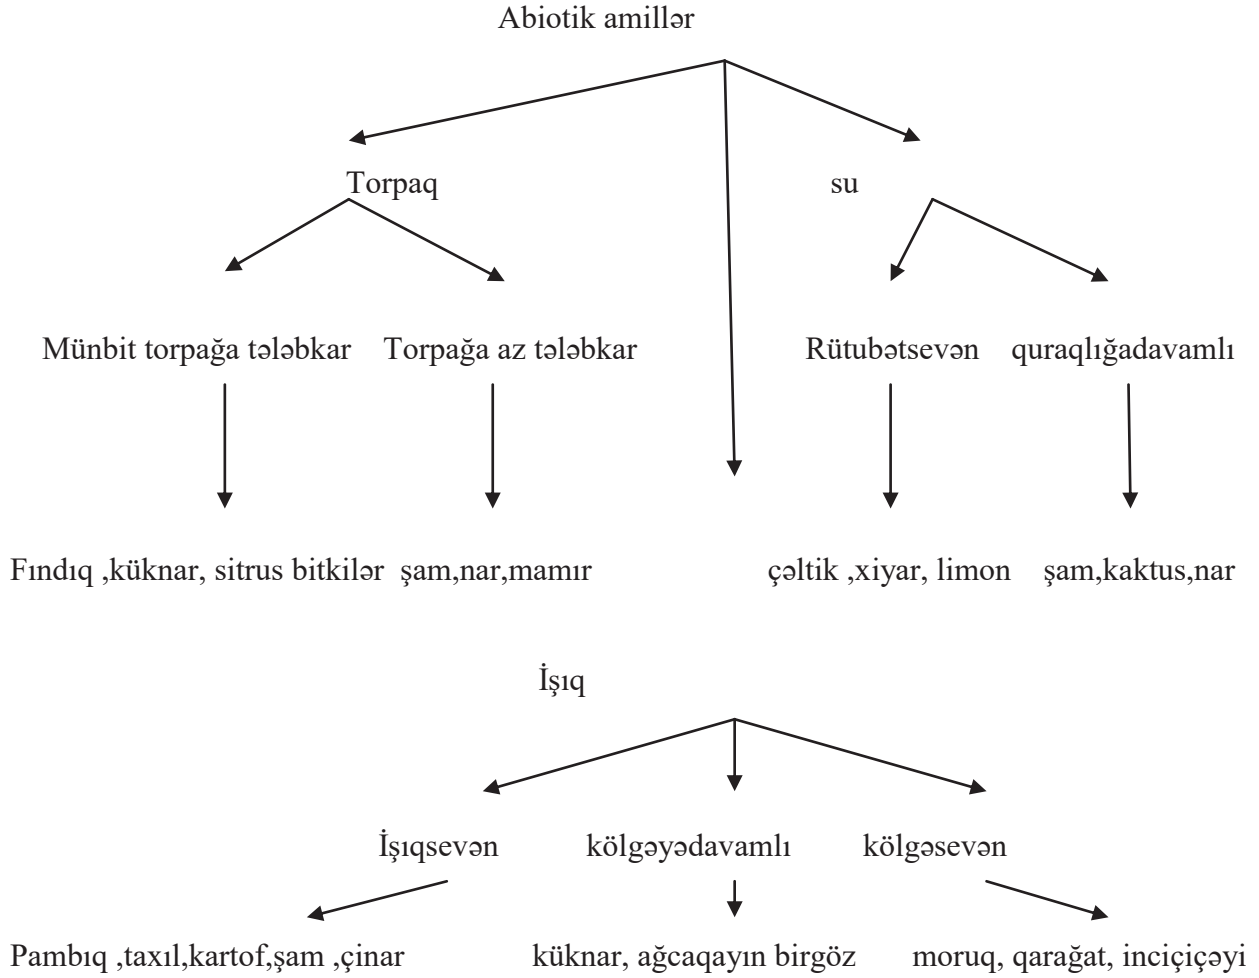 Abiotik amillər
Torpaq su
Münbit torpağa tələbkar Torpağa az tələbkar Rütubətsevən quraqlığadavamlı
Fındıq ,küknar, sitrus bitkilər şam,nar,mamır çəltik ,xiyar, limon şam,kaktus,nar
İşıq
İşıqsevən kölgəyədavamlı kölgəsevən
Pambıq ,taxıl,kartof,şam ,çinar küknar, ağcaqayın birgöz moruq, qarağat, inciçiçəyi